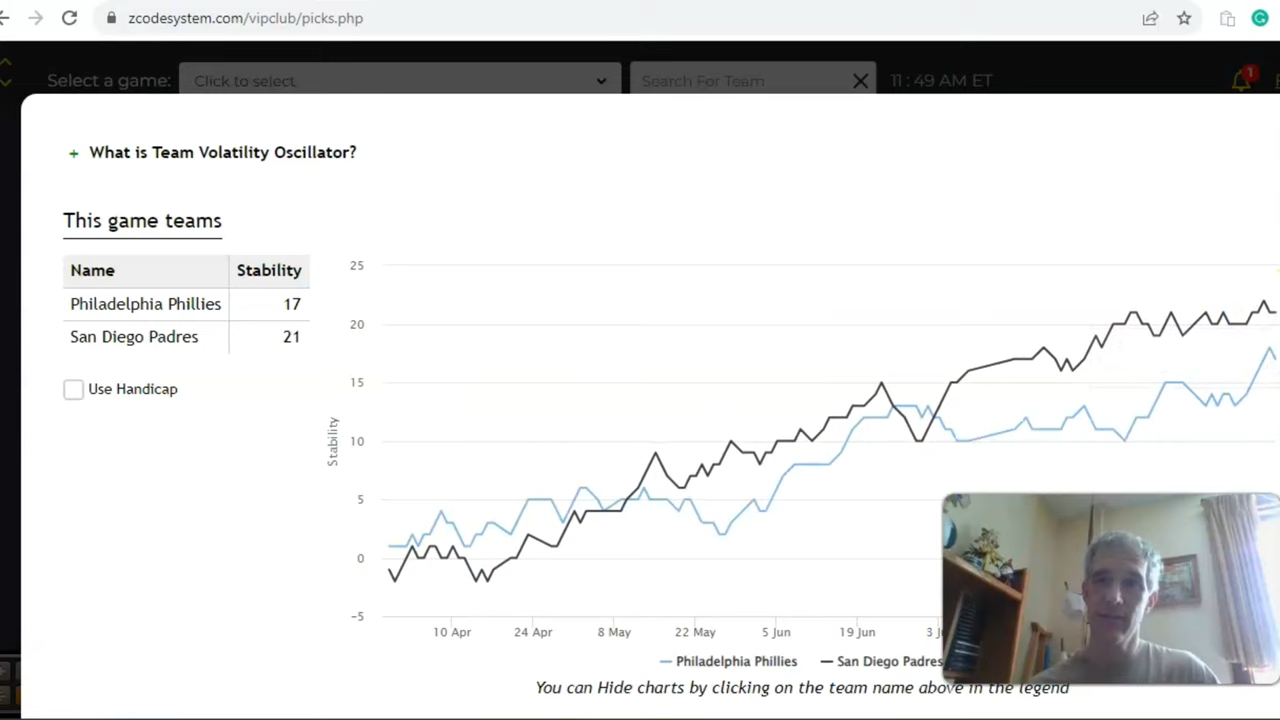 zcodesystem.com/vipclub/picks.php
Select a game: Click to select Search For Team 11:49 AM ET 1
+ What is Team Volatility Oscillator?
This game teams
Name Stability
Philadelphia Phillies 17
San Diego Padres 21
Use Handicap
Stability
25
20
15
10
5
0
-5
10 Apr 24 Apr 8 May 22 May 5 Jun 19 Jun
Philadelphia Phillies San Diego Padres
You can Hide charts by clicking on the team name above in the legend